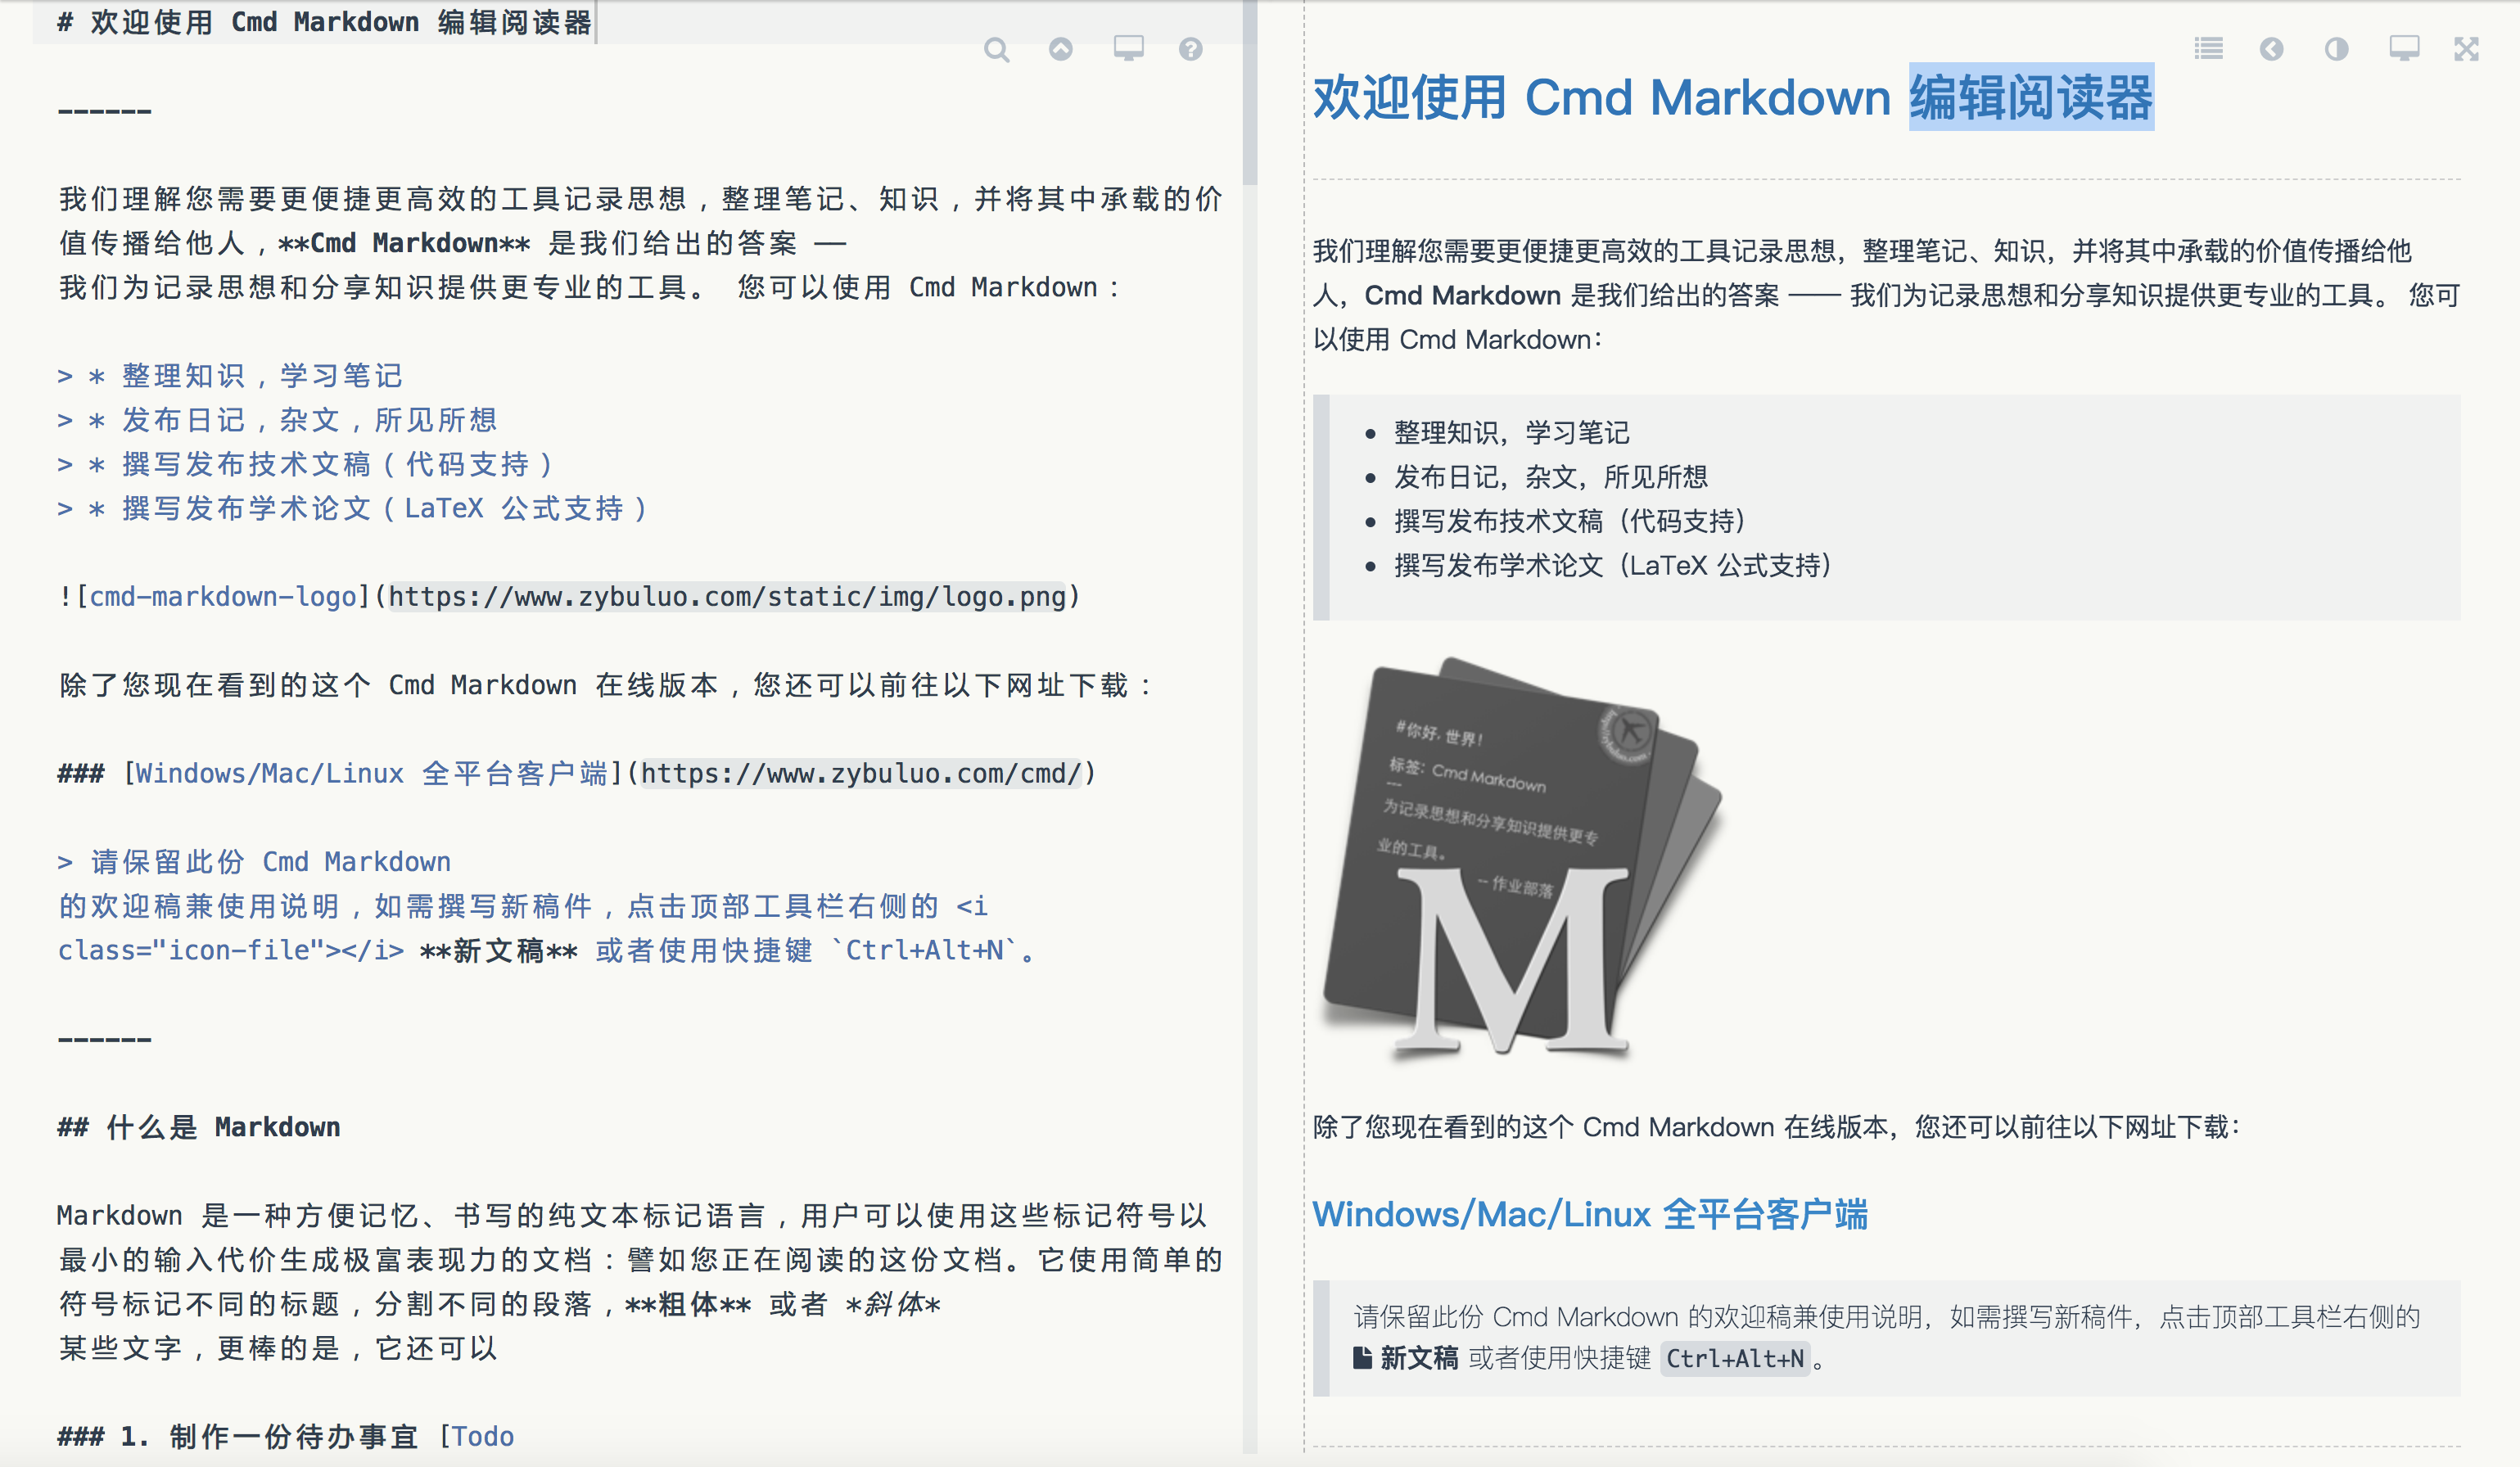 # 欢迎使用 Cmd Markdown 编辑阅读器
------
我们理解您需要更便捷更高效的工具记录思想，整理笔记、知识，并将其中承载的价
值传播给他人，**Cmd Markdown** 是我们给出的答案 ——
我们为记录思想和分享知识提供更专业的工具。 您可以使用 Cmd Markdown：
> * 整理知识，学习笔记
> * 发布日记，杂文，所见所想
> * 撰写发布技术文稿（代码支持）
> * 撰写发布学术论文（LaTeX 公式支持）
![cmd-markdown-logo](https://www.zybuluo.com/static/img/logo.png)
除了您现在看到的这个 Cmd Markdown 在线版本，您还可以前往以下网址下载：
### [Windows/Mac/Linux 全平台客户端](https://www.zybuluo.com/cmd/)
> 请保留此份 Cmd Markdown
的欢迎稿兼使用说明，如需撰写新稿件，点击顶部工具栏右侧的 <i
class="icon-file"></i> **新文稿** 或者使用快捷键 `Ctrl+Alt+N`。
------
## 什么是 Markdown
Markdown 是一种方便记忆、书写的纯文本标记语言，用户可以使用这些标记符号以
最小的输入代价生成极富表现力的文档：譬如您正在阅读的这份文档。它使用简单的
符号标记不同的标题，分割不同的段落，**粗体** 或者 *斜体*
某些文字，更棒的是，它还可以
### 1. 制作一份待办事宜 [Todo
欢迎使用 Cmd Markdown 编辑阅读器
我们理解您需要更便捷更高效的工具记录思想，整理笔记、知识，并将其中承载的价值传播给他
人，Cmd Markdown 是我们给出的答案 —— 我们为记录思想和分享知识提供更专业的工具。 您可
以使用 Cmd Markdown：
• 整理知识，学习笔记
• 发布日记，杂文，所见所想
• 撰写发布技术文稿（代码支持）
• 撰写发布学术论文（LaTeX 公式支持）
#你好, 世界!
标签: Cmd Markdown
---
为记录思想和分享知识提供更专
业的工具。
-- 作业部落
M
除了您现在看到的这个 Cmd Markdown 在线版本，您还可以前往以下网址下载：
Windows/Mac/Linux 全平台客户端
请保留此份 Cmd Markdown 的欢迎稿兼使用说明，如需撰写新稿件，点击顶部工具栏右侧的
新文稿 或者使用快捷键 Ctrl+Alt+N。